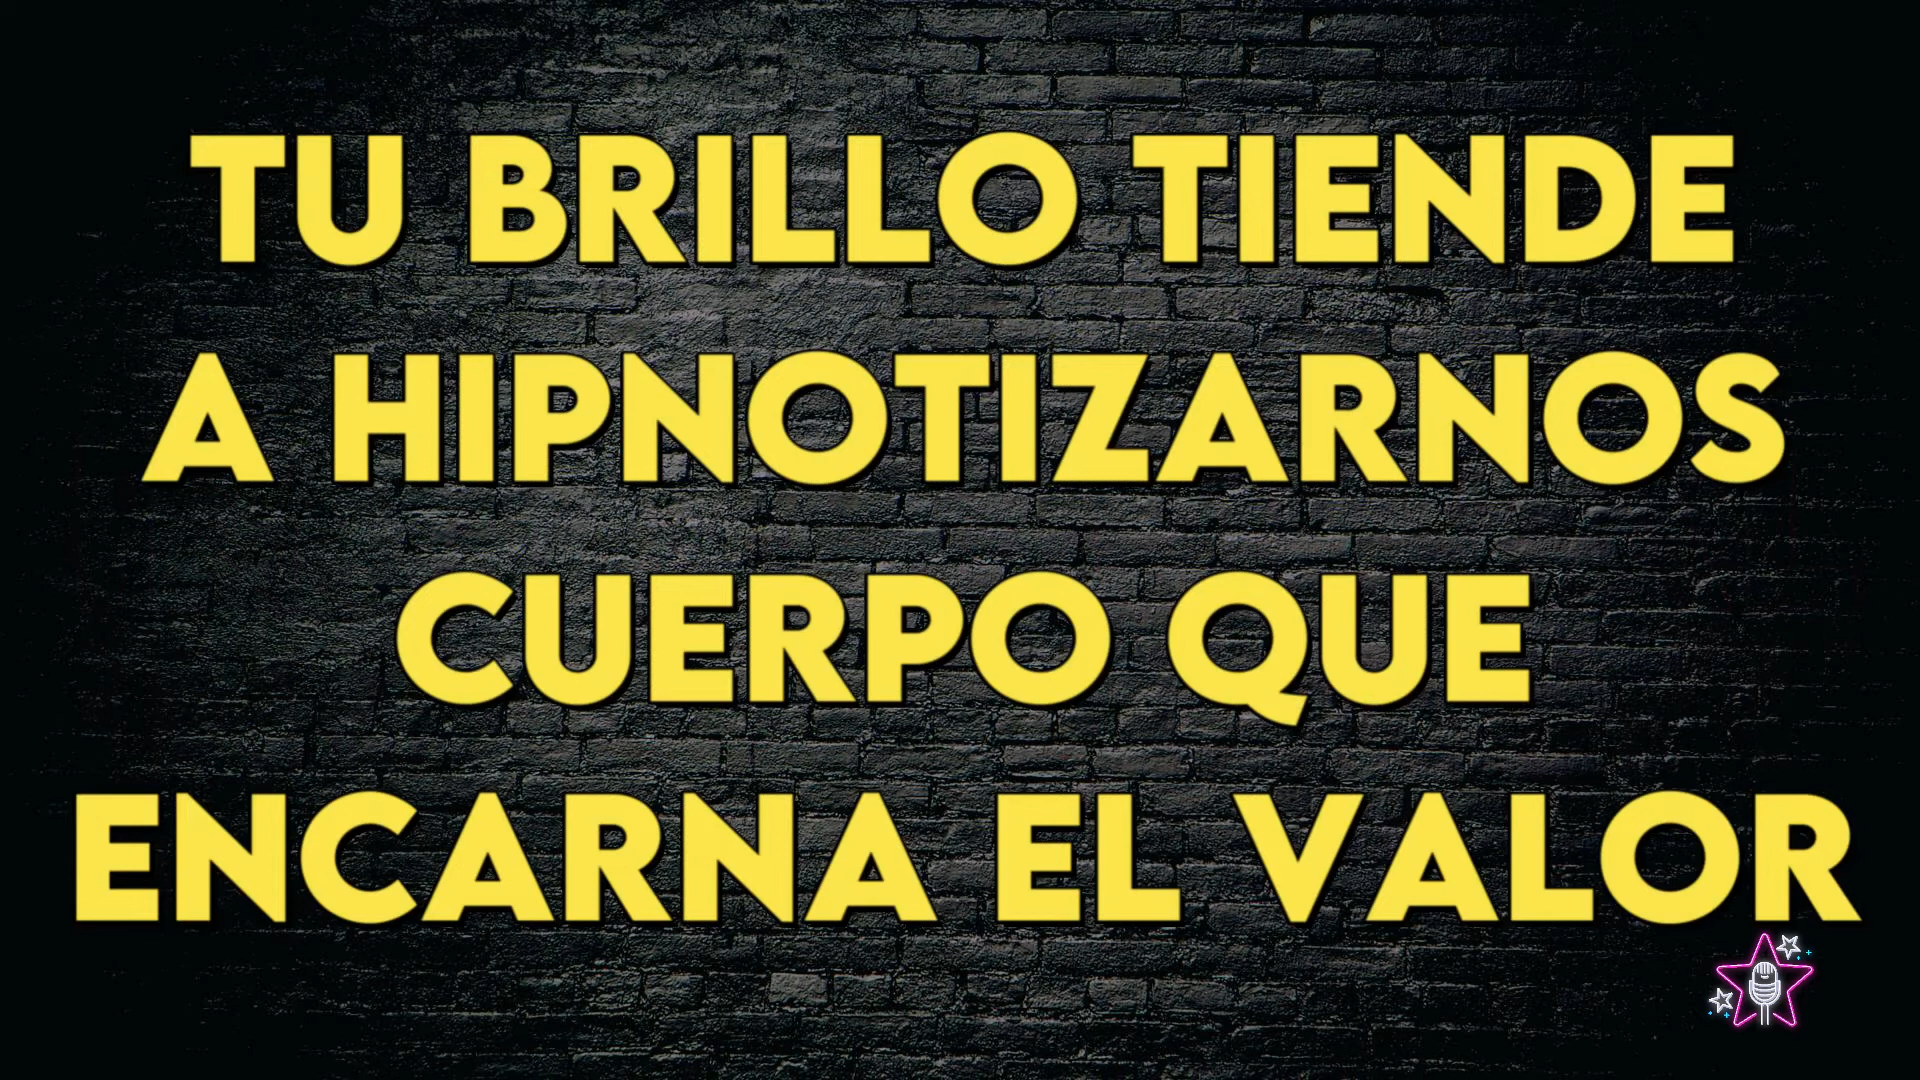 TU BRILLO TIENDE
A HIPNOTIZARNOS
CUERPO QUE
ENCARNA EL VALOR